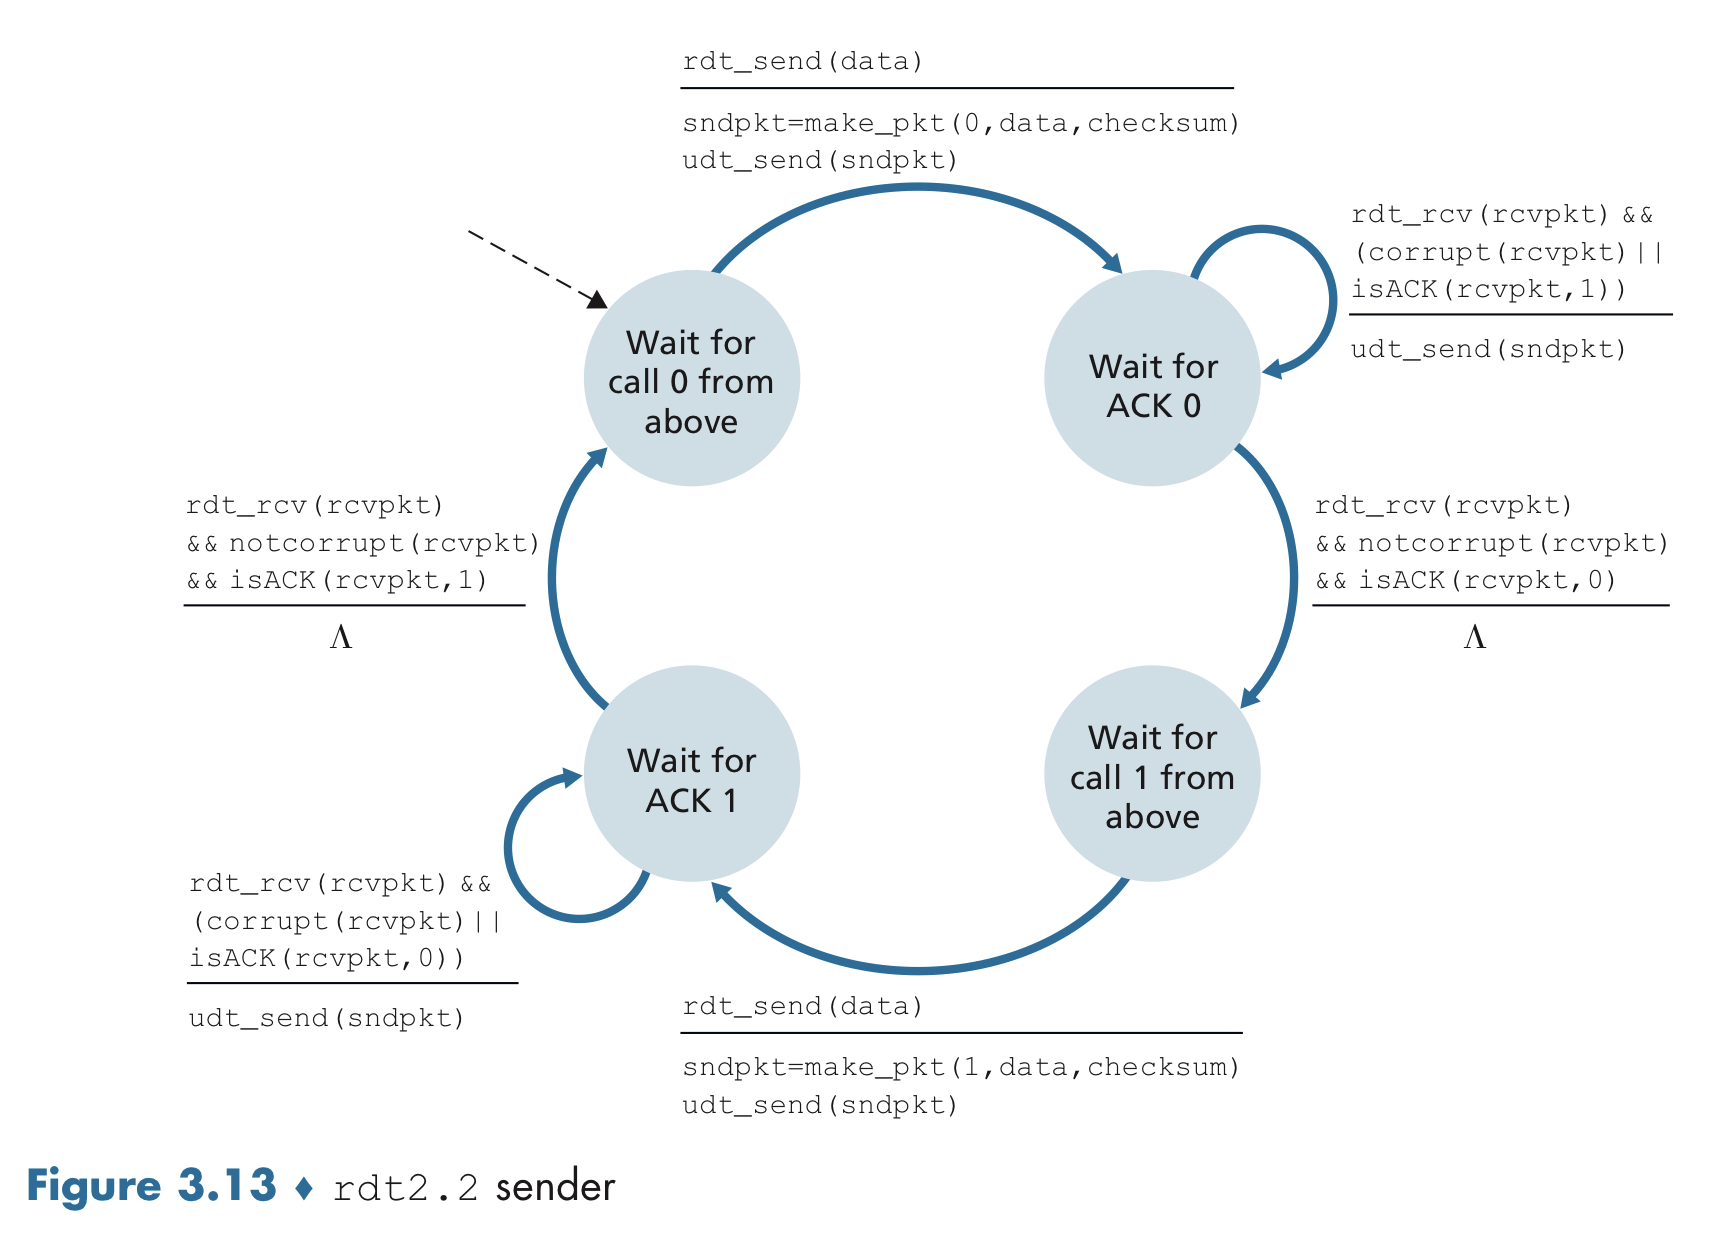 rdt_send(data)
sndpkt=make_pkt(0,data,checksum)
udt_send(sndpkt)
rdt_rcv(rcvpkt) &&
(corrupt(rcvpkt)||
isACK(rcvpkt,1))
udt_send(sndpkt)
Wait for
call 0 from
above
Wait for
ACK 0
rdt_rcv(rcvpkt)
&& notcorrupt(rcvpkt)
&& isACK(rcvpkt,1)
Λ
rdt_rcv(rcvpkt)
&& notcorrupt(rcvpkt)
&& isACK(rcvpkt,0)
Λ
Wait for
ACK 1
Wait for
call 1 from
above
rdt_rcv(rcvpkt) &&
(corrupt(rcvpkt)||
isACK(rcvpkt,0))
udt_send(sndpkt)
rdt_send(data)
sndpkt=make_pkt(1,data,checksum)
udt_send(sndpkt)
Figure 3.13 ♦ rdt2.2 sender